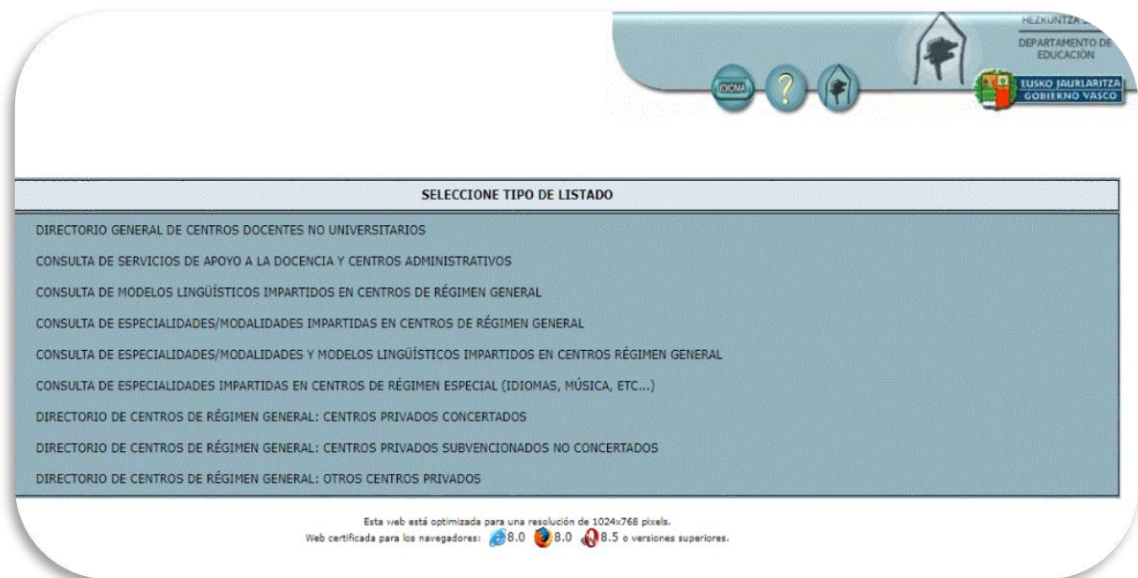 HEZKUNTZA
DEPARTAMENTO DE
EDUCACIÓN
IDIOMA
?
EUSKO JAURLARITZA
GOBIERNO VASCO
SELECCIONE TIPO DE LISTADO
DIRECTORIO GENERAL DE CENTROS DOCENTES NO UNIVERSITARIOS
CONSULTA DE SERVICIOS DE APOYO A LA DOCENCIA Y CENTROS ADMINISTRATIVOS
CONSULTA DE MODELOS LINGÜÍSTICOS IMPARTIDOS EN CENTROS DE RÉGIMEN GENERAL
CONSULTA DE ESPECIALIDADES/MODALIDADES IMPARTIDAS EN CENTROS DE RÉGIMEN GENERAL
CONSULTA DE ESPECIALIDADES/MODALIDADES Y MODELOS LINGÜÍSTICOS IMPARTIDOS EN CENTROS RÉGIMEN GENERAL
CONSULTA DE ESPECIALIDADES IMPARTIDAS EN CENTROS DE RÉGIMEN ESPECIAL (IDIOMAS, MÚSICA, ETC...)
DIRECTORIO DE CENTROS DE RÉGIMEN GENERAL: CENTROS PRIVADOS CONCERTADOS
DIRECTORIO DE CENTROS DE RÉGIMEN GENERAL: CENTROS PRIVADOS SUBVENCIONADOS NO CONCERTADOS
DIRECTORIO DE CENTROS DE RÉGIMEN GENERAL: OTROS CENTROS PRIVADOS
Esta web está optimizada para una resolución de 1024x768 pixels.
Web certificada para los navegadores: 8.0 8.0 8.5 o versiones superiores.